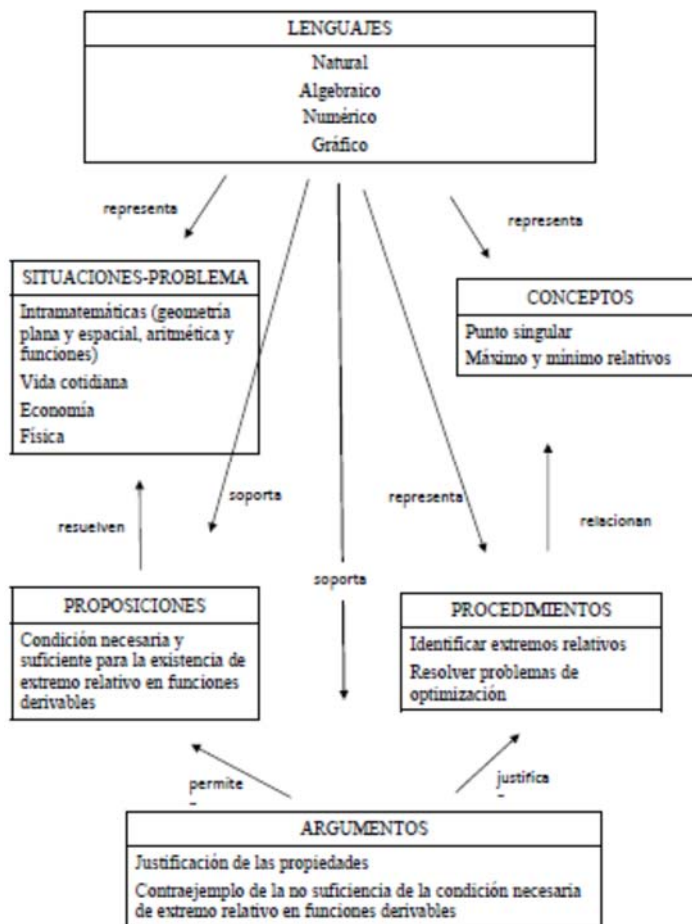 LENGUAJES
Natural
Algebraico
Numérico
Gráfico
representa
representa
SITUACIONES-PROBLEMA
Intramatemáticas (geometría
plana y espacial, aritmética y
funciones)
Vida cotidiana
Economía
Física
CONCEPTOS
Punto singular
Máximo y mínimo relativos
soporta
representa
resuelven
relacionan
soporta
PROPOSICIONES
Condición necesaria y
suficiente para la existencia de
extremo relativo en funciones
derivables
PROCEDIMIENTOS
Identificar extremos relativos
Resolver problemas de
optimización
permite
justifica
ARGUMENTOS
Justificación de las propiedades
Contraejemplo de la no suficiencia de la condición necesaria
de extremo relativo en funciones derivables